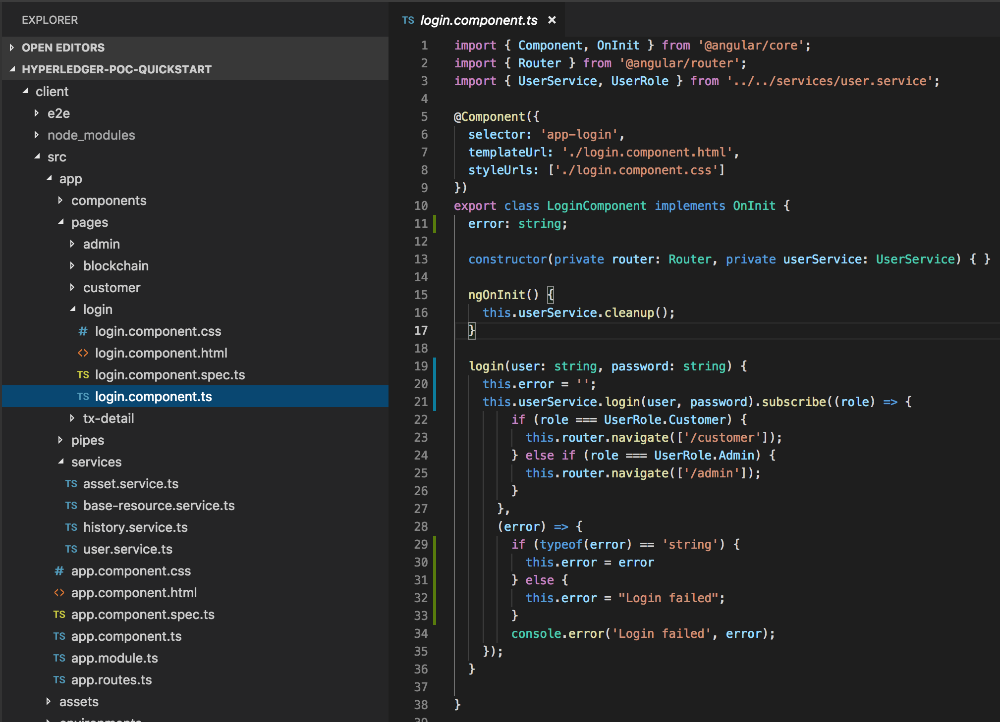 EXPLORER
OPEN EDITORS
HYPERLEDGER-POC-QUICKSTART
client
e2e
node_modules
src
app
components
pages
admin
blockchain
customer
login
# login.component.css
<> login.component.html
TS login.component.spec.ts
TS login.component.ts
tx-detail
pipes
services
TS asset.service.ts
TS base-resource.service.ts
TS history.service.ts
TS user.service.ts
# app.component.css
<> app.component.html
TS app.component.spec.ts
TS app.component.ts
TS app.module.ts
TS app.routes.ts
assets
environments
TS login.component.ts ×
1 import { Component, OnInit } from '@angular/core';
2 import { Router } from '@angular/router';
3 import { UserService, UserRole } from '../../services/user.service';
4
5 @Component({
6 selector: 'app-login',
7 templateUrl: './login.component.html',
8 styleUrls: ['./login.component.css']
9 })
10 export class LoginComponent implements OnInit {
11 error: string;
12
13 constructor(private router: Router, private userService: UserService) { }
14
15 ngOnInit() {
16 this.userService.cleanup();
17 }
18
19 login(user: string, password: string) {
20 this.error = '';
21 this.userService.login(user, password).subscribe((role) => {
22 if (role === UserRole.Customer) {
23 this.router.navigate(['/customer']);
24 } else if (role === UserRole.Admin) {
25 this.router.navigate(['/admin']);
26 }
27 },
28 (error) => {
29 if (typeof(error) == 'string') {
30 this.error = error
31 } else {
32 this.error = "Login failed";
33 }
34 console.error('Login failed', error);
35 });
36 }
37
38 }
39